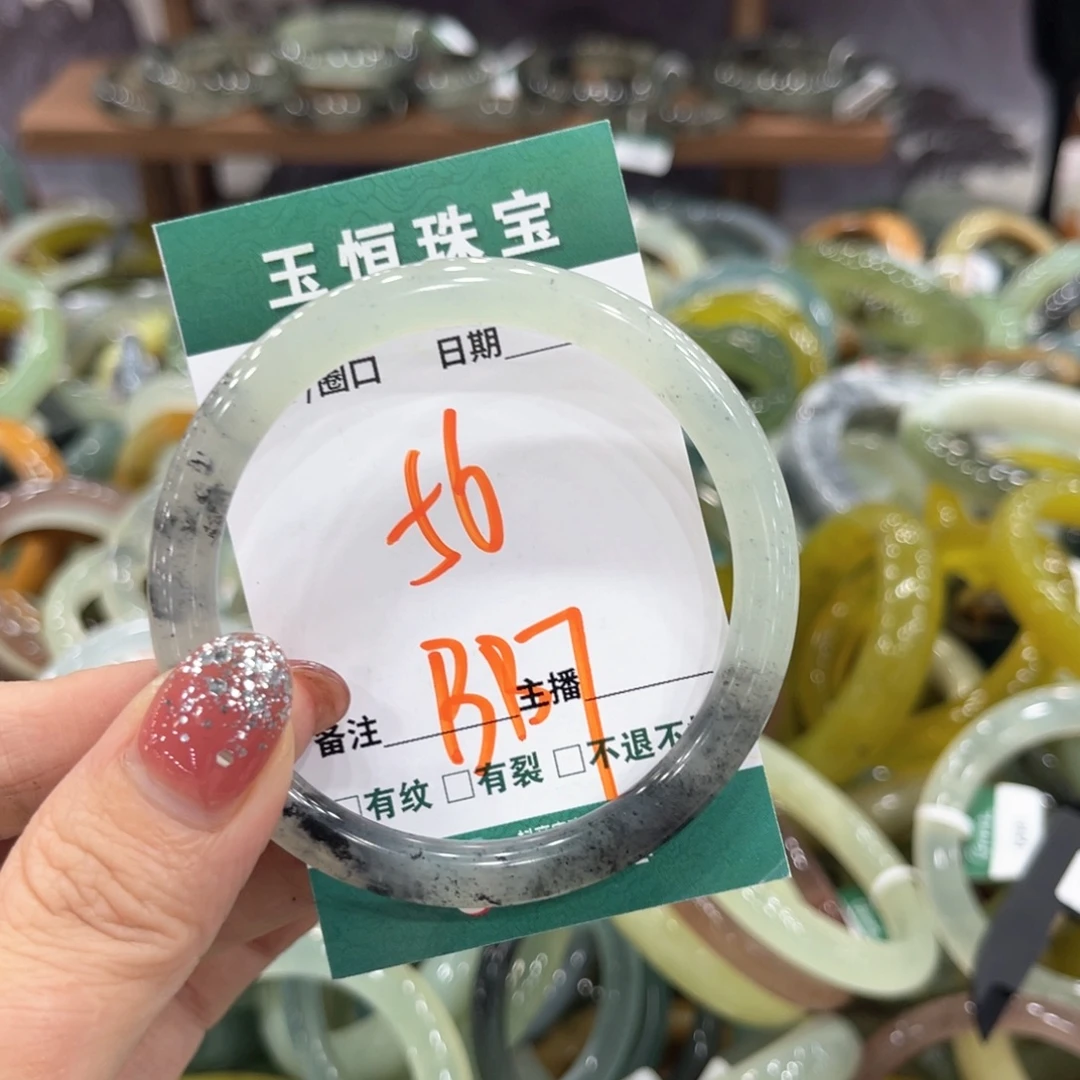 玉恒珠宝
圈口 日期
56
BB7
备注 主播
□有纹 □有裂 □不退不